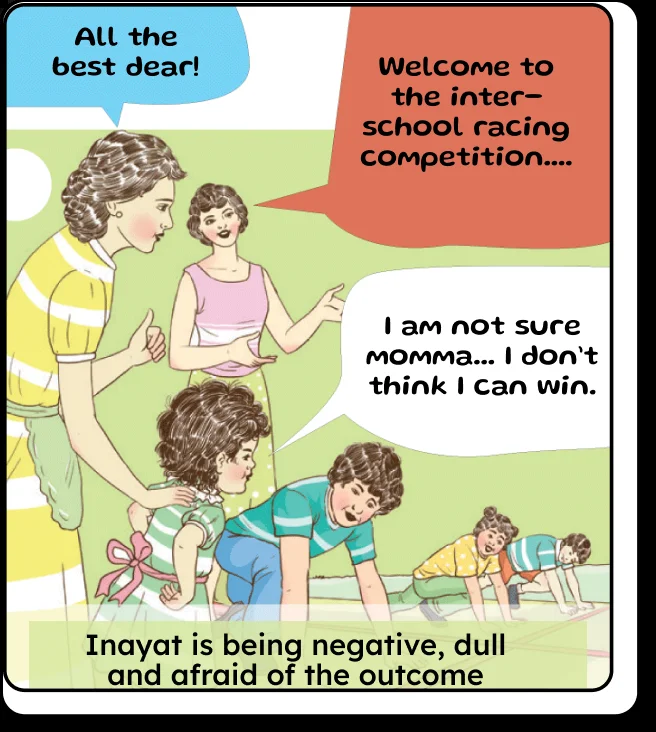 All the
best dear!
Welcome to
the inter-
school racing
competition....
I am not sure
momma... I don't
think I can win.
Inayat is being negative, dull
and afraid of the outcome